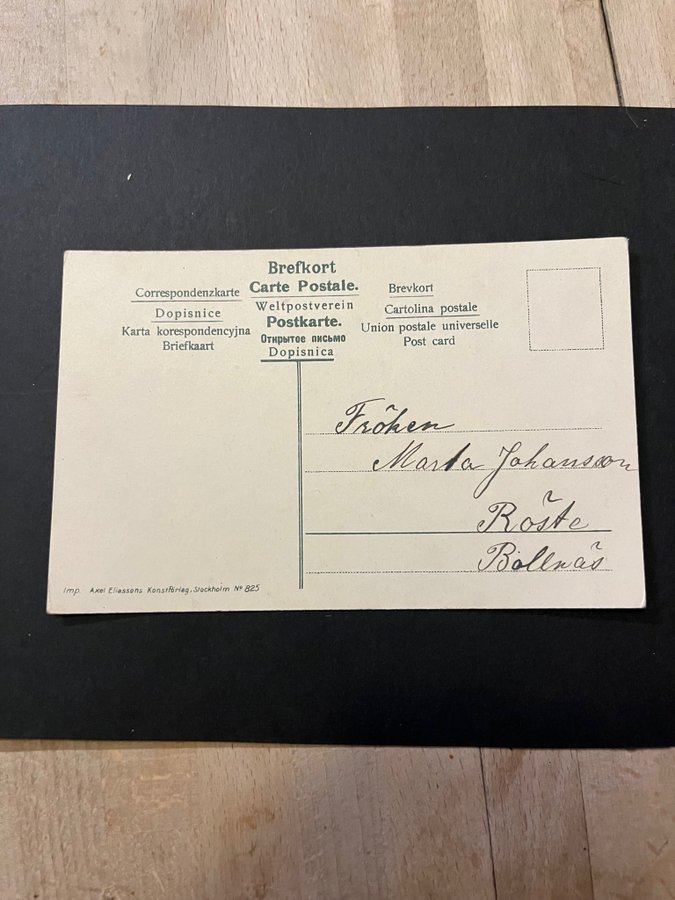 Brefkort
Carte Postale.
Weltpostverein
Postkarte.
Открытое письмо
Dopisnica
Correspondenzkarte
Dopisnice
Karta korespondencyjna
Briefkaart
Brevkort
Cartolina postale
Union postale universelle
Post card
Fröken
Marta Johansson
Röste
Bollnäs
Imp. Axel Eliassons Konstförlag, Stockholm No 825